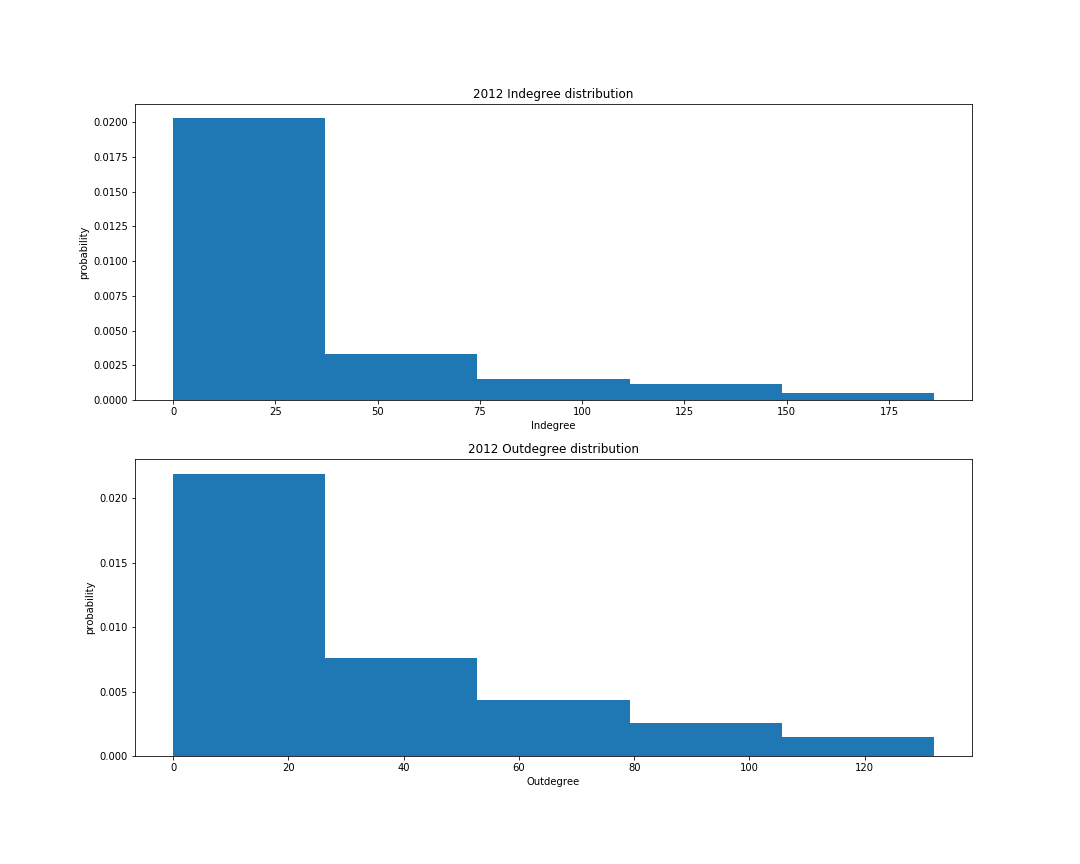 2012 Indegree distribution
0.0200
0.0175
0.0150
0.0125
0.0100
0.0075
0.0050
0.0025
0.0000
probability
0 25 50 75 100 125 150 175
Indegree
2012 Outdegree distribution
0.020
0.015
0.010
0.005
0.000
probability
0 20 40 60 80 100 120
Outdegree